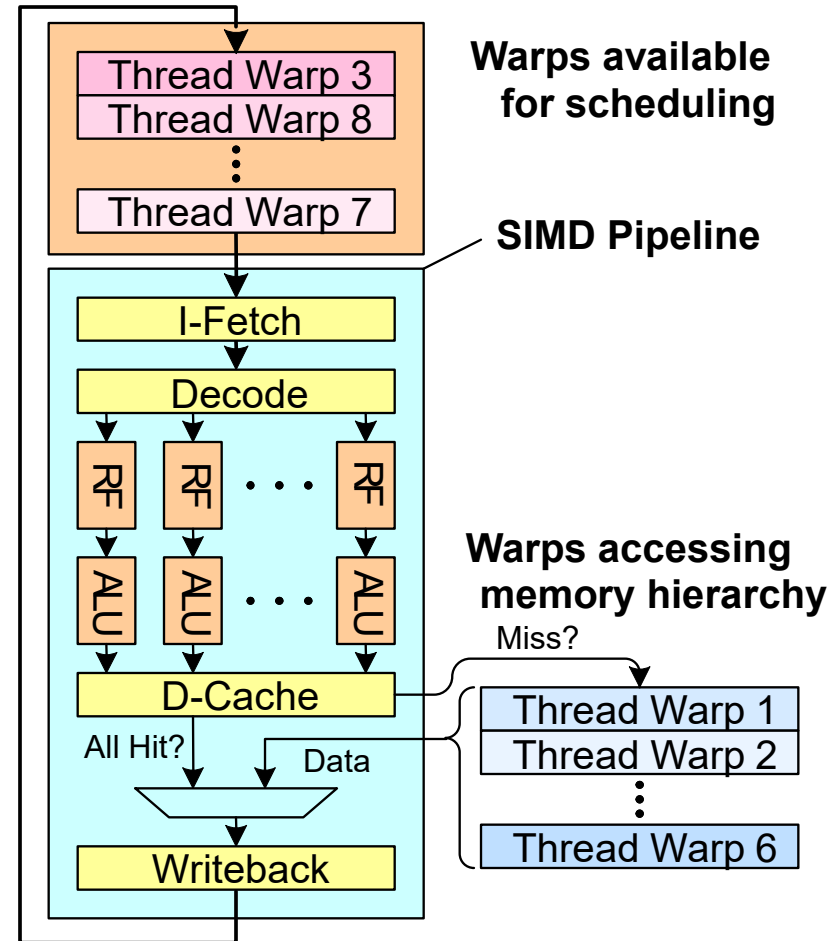 Warps available
for scheduling
Thread Warp 3
Thread Warp 8
Thread Warp 7
SIMD Pipeline
I-Fetch
Decode
RF RF RF
ALU ALU ALU
Warps accessing
memory hierarchy
Miss?
D-Cache
Thread Warp 1
All Hit?
Data
Thread Warp 2
Thread Warp 6
Writeback